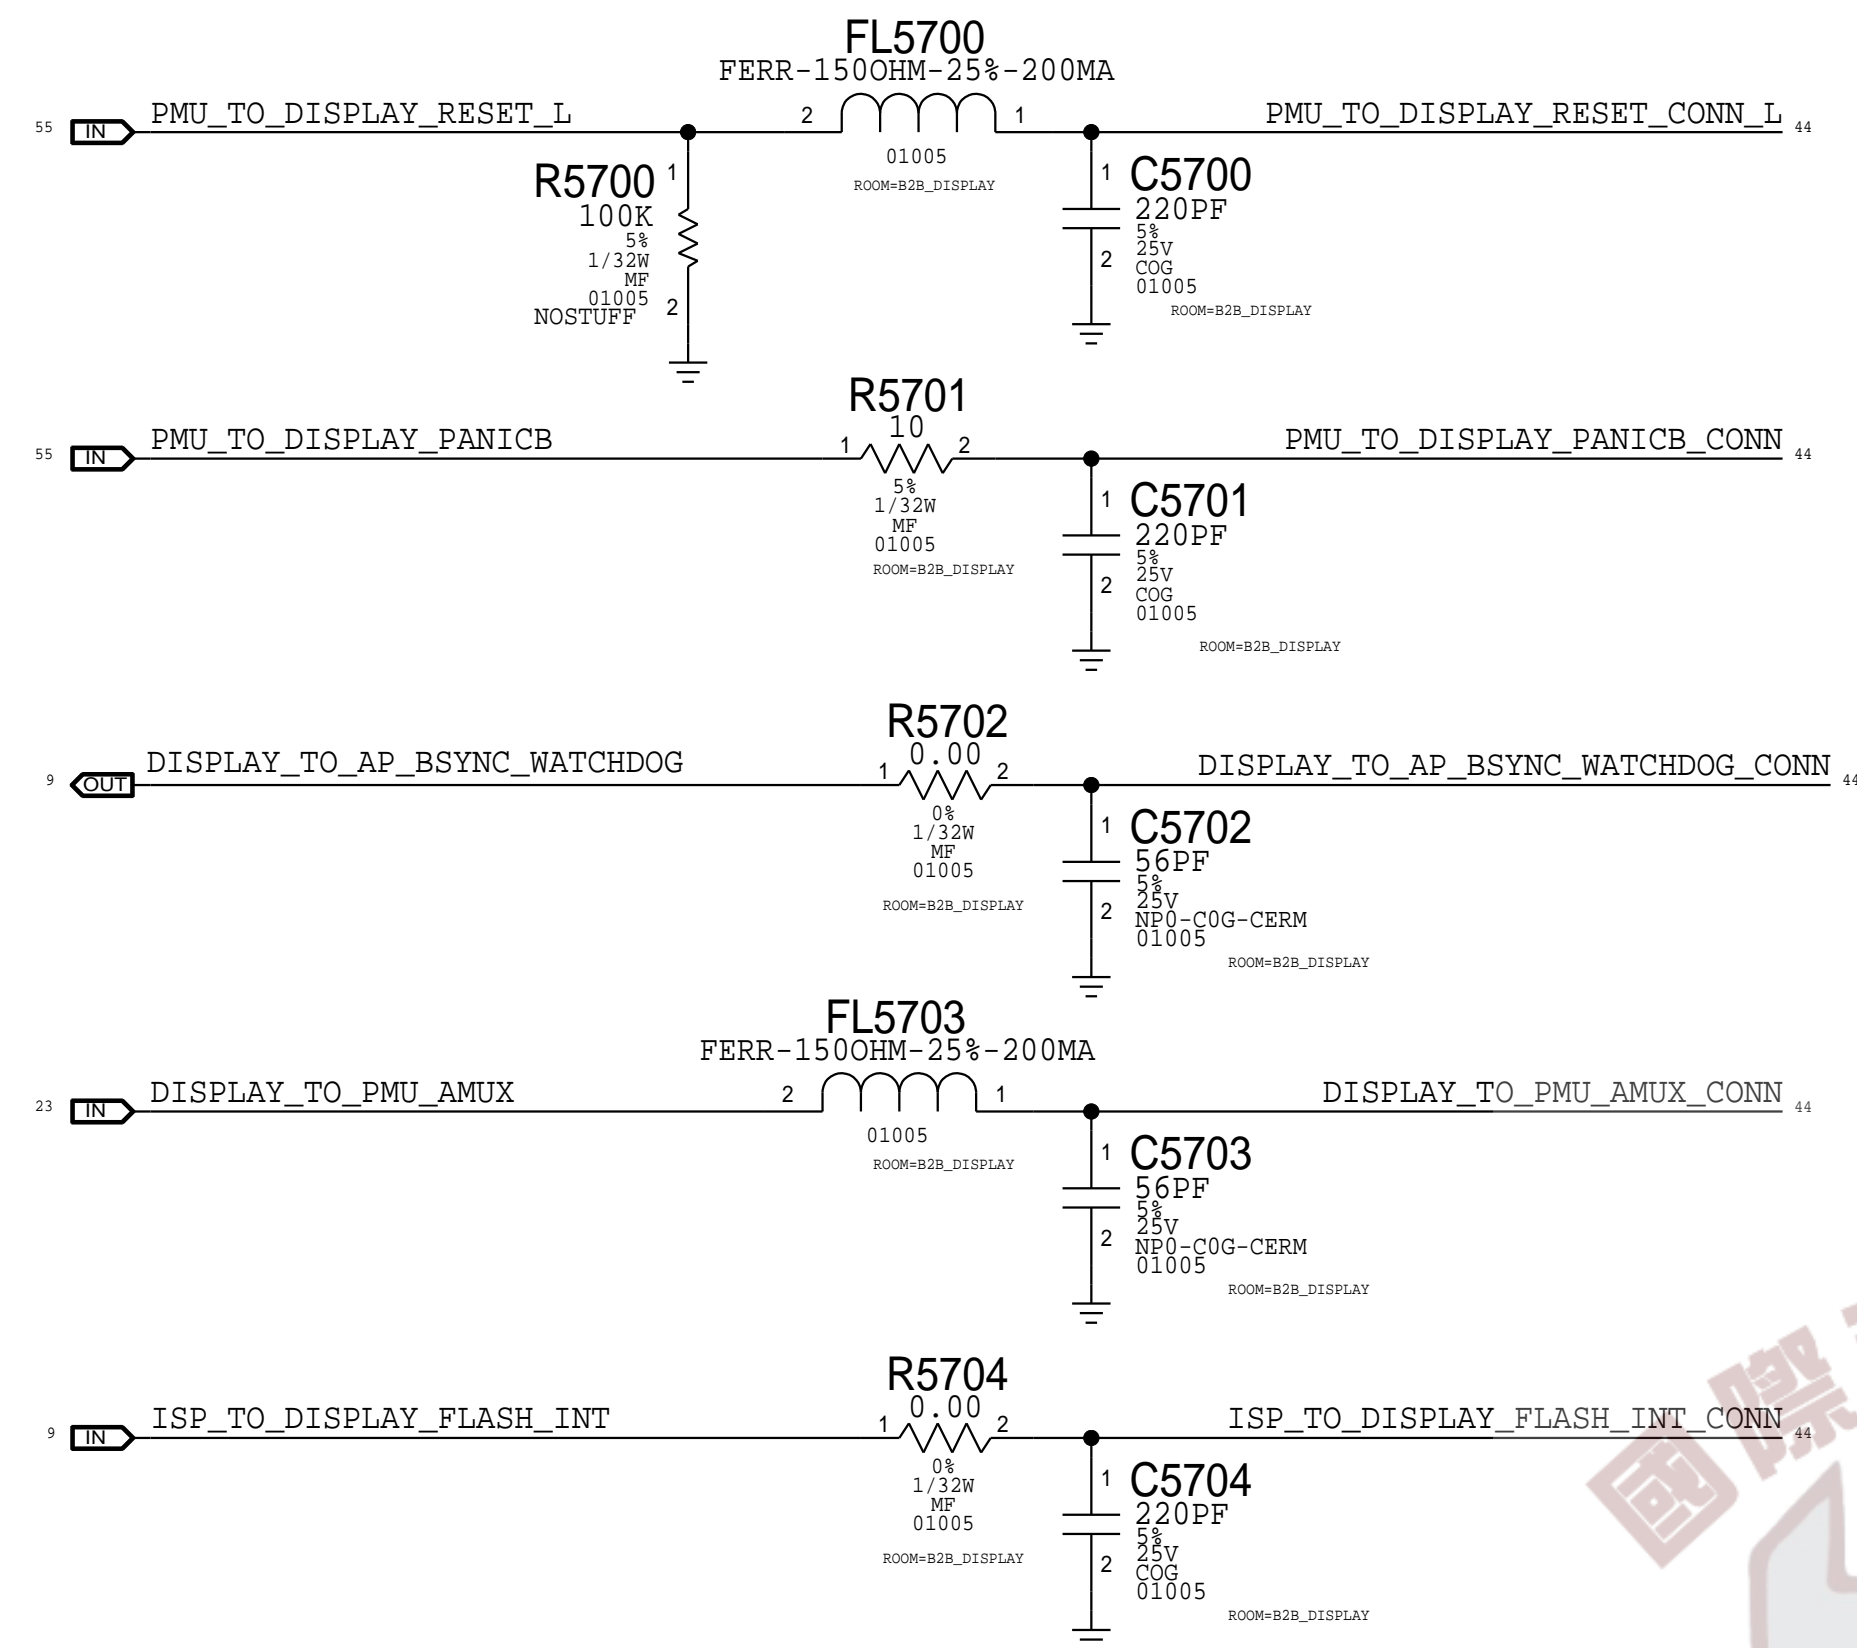 FL5700
FERR-150OHM-25%-200MA
55 IN PMU_TO_DISPLAY_RESET_L 2 1 PMU_TO_DISPLAY_RESET_CONN_L 44
01005
ROOM=B2B_DISPLAY
R5700 1
100K
5%
1/32W
MF
01005
NOSTUFF 2
1 C5700
220PF
5%
25V
2 COG
01005
ROOM=B2B_DISPLAY
R5701
10
55 IN PMU_TO_DISPLAY_PANICB 1 2 PMU_TO_DISPLAY_PANICB_CONN 44
5%
1/32W
MF
01005
ROOM=B2B_DISPLAY
1 C5701
220PF
5%
25V
2 COG
01005
ROOM=B2B_DISPLAY
R5702
0.00
9 OUT DISPLAY_TO_AP_BSYNC_WATCHDOG 1 2 DISPLAY_TO_AP_BSYNC_WATCHDOG_CONN 44
0%
1/32W
MF
01005
ROOM=B2B_DISPLAY
1 C5702
56PF
5%
25V
2 NP0-C0G-CERM
01005
ROOM=B2B_DISPLAY
FL5703
FERR-150OHM-25%-200MA
23 IN DISPLAY_TO_PMU_AMUX 2 1 DISPLAY_TO_PMU_AMUX_CONN 44
01005
ROOM=B2B_DISPLAY
1 C5703
56PF
5%
25V
2 NP0-C0G-CERM
01005
ROOM=B2B_DISPLAY
R5704
0.00
9 IN ISP_TO_DISPLAY_FLASH_INT 1 2 ISP_TO_DISPLAY_FLASH_INT_CONN 44
0%
1/32W
MF
01005
ROOM=B2B_DISPLAY
1 C5704
220PF
5%
25V
2 COG
01005
ROOM=B2B_DISPLAY
國際